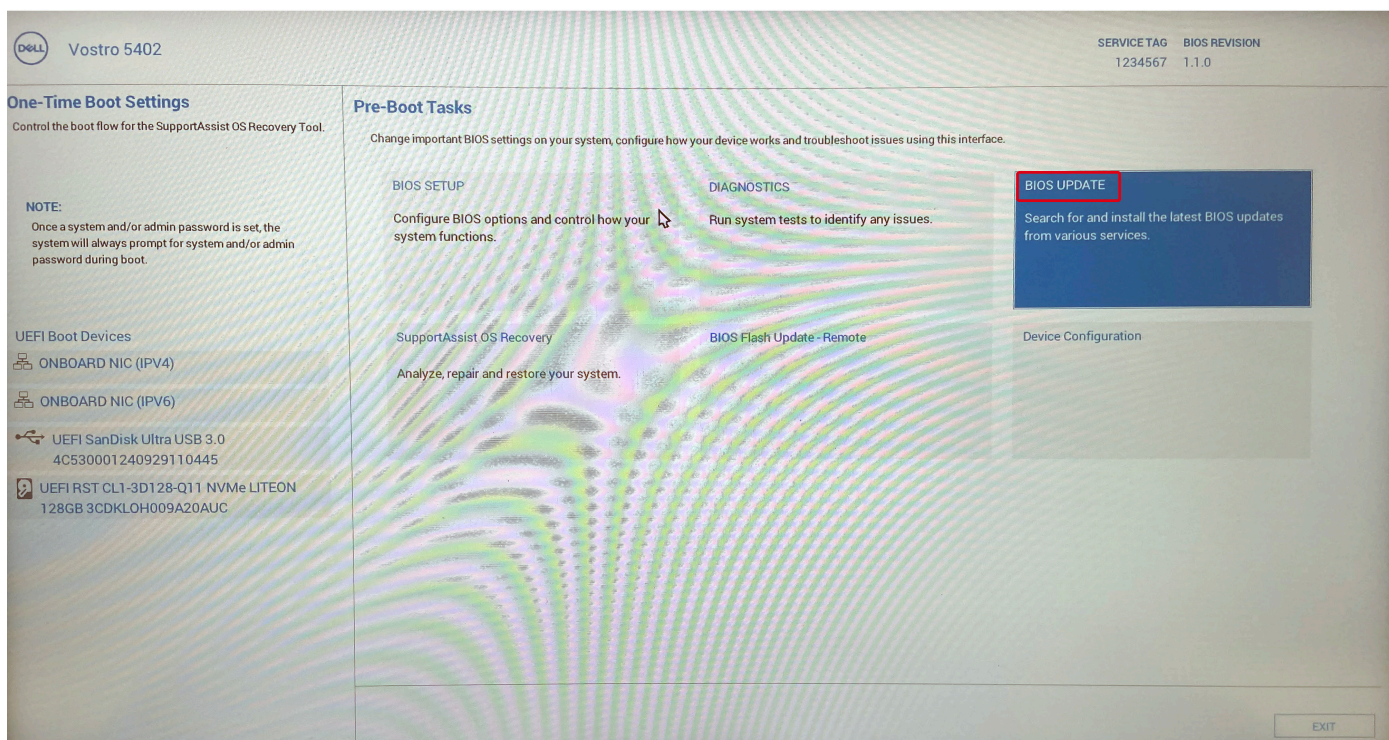 DELL
Vostro 5402
SERVICE TAG BIOS REVISION
1234567 1.1.0
One-Time Boot Settings
Control the boot flow for the SupportAssist OS Recovery Tool.
NOTE:
Once a system and/or admin password is set, the
system will always prompt for system and/or admin
password during boot.
UEFI Boot Devices
ONBOARD NIC (IPV4)
ONBOARD NIC (IPV6)
UEFI SanDisk Ultra USB 3.0
4C530001240929110445
UEFI RST CL1-3D128-Q11 NVMe LITEON
128GB 3CDKLOH009A20AUC
Pre-Boot Tasks
Change important BIOS settings on your system, configure how your device works and troubleshoot issues using this interface.
BIOS SETUP
Configure BIOS options and control how your
system functions.
DIAGNOSTICS
Run system tests to identify any issues.
BIOS UPDATE
Search for and install the latest BIOS updates
from various services.
SupportAssist OS Recovery
Analyze, repair and restore your system.
BIOS Flash Update - Remote
Device Configuration
EXIT